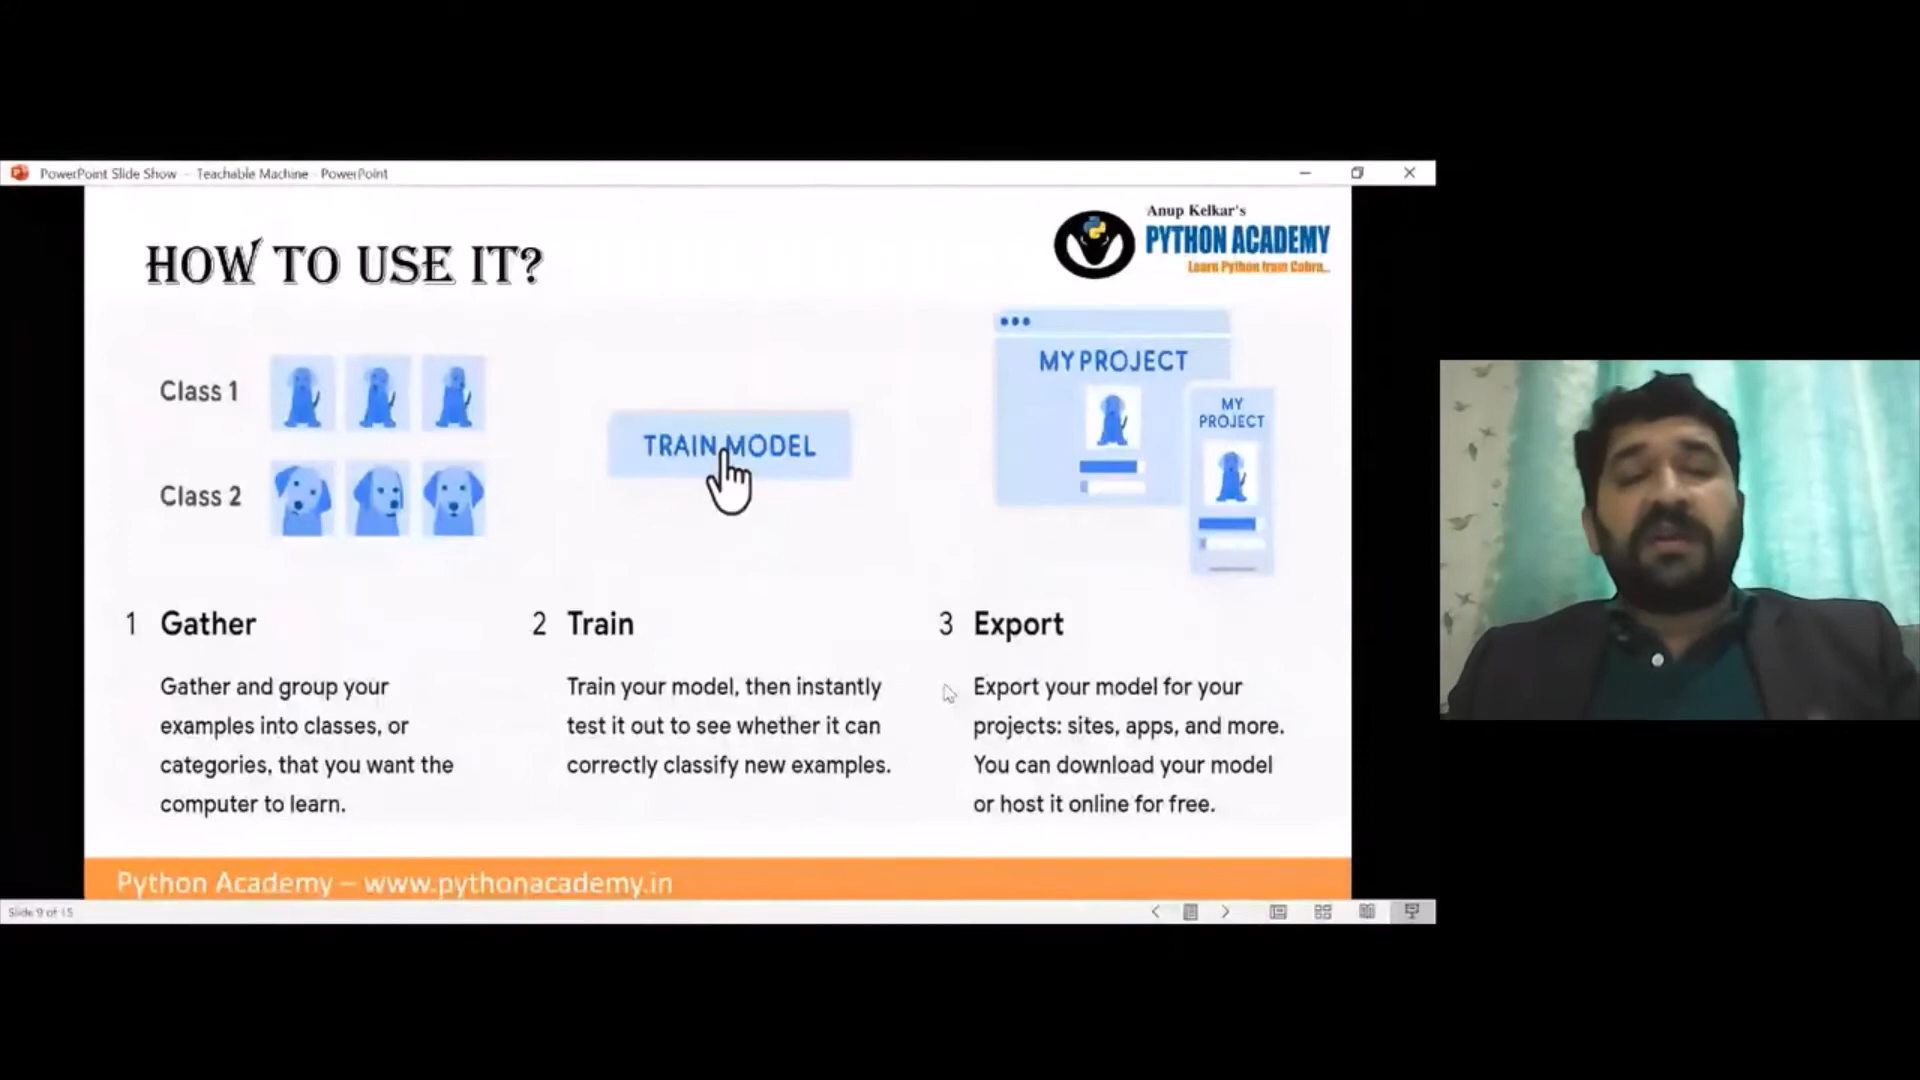 PowerPoint Slide Show - Teachable Machine - PowerPoint
Anup Kelkar's
PYTHON ACADEMY
Learn Python from Cobra...
HOW TO USE IT?
Class 1
Class 2
TRAIN MODEL
MY PROJECT
MY
PROJECT
1 Gather
Gather and group your
examples into classes, or
categories, that you want the
computer to learn.
2 Train
Train your model, then instantly
test it out to see whether it can
correctly classify new examples.
3 Export
Export your model for your
projects: sites, apps, and more.
You can download your model
or host it online for free.
Python Academy – www.pythonacademy.in
Slide 9 of 15